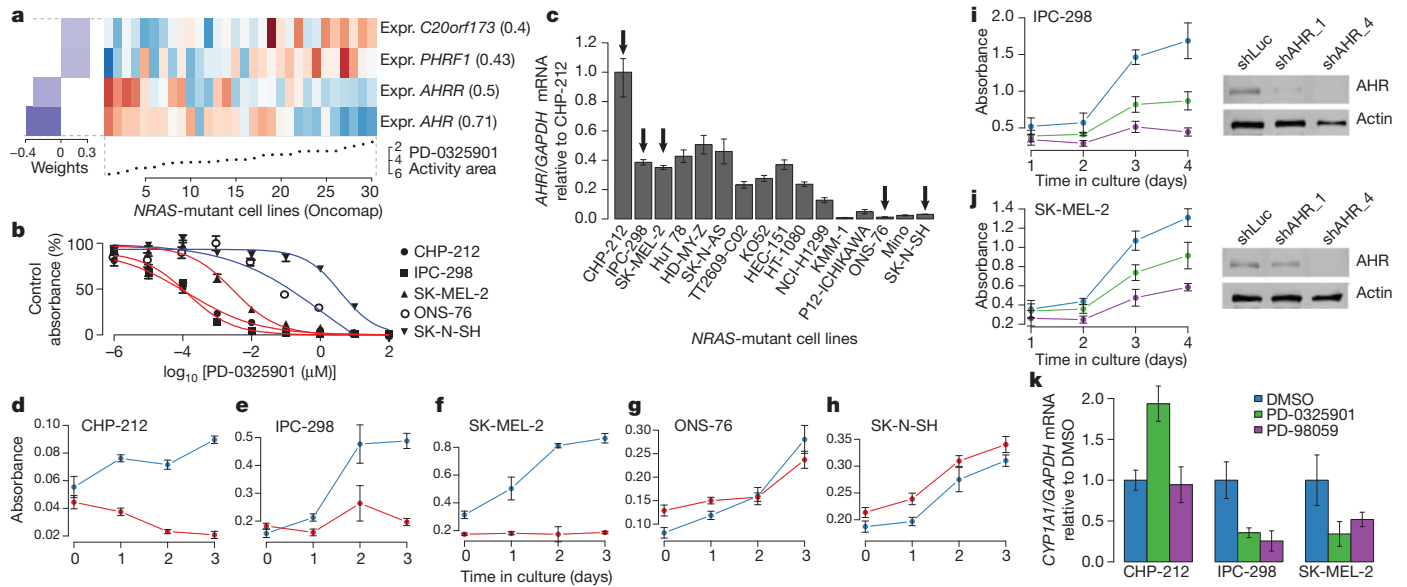 a
Expr. C20orf173 (0.4)
Expr. PHRF1 (0.43)
Expr. AHRR (0.5)
Expr. AHR (0.71)
−0.4 0 0.3
Weights
2
4
6
PD-0325901
Activity area
5 10 15 20 25 30
NRAS-mutant cell lines (Oncomap)
b
Control
absorbance (%)
100
50
0
−6 −4 −2 0 2
log10 [PD-0325901 (μM)]
CHP-212
IPC-298
SK-MEL-2
ONS-76
SK-N-SH
c
AHR/GAPDH mRNA
relative to CHP-212
1.2
1.0
0.8
0.6
0.4
0.2
0.0
CHP-212
IPC-298
SK-MEL-2
HuT 78
HD-MY-Z
SK-N-AS
TT2609-C02
KO52
HEC-151
HT-1080
NCI-H1299
KMM-1
P12-ICHIKAWA
ONS-76
Mino
SK-N-SH
NRAS-mutant cell lines
d
CHP-212
Absorbance
0.10
0.08
0.06
0.04
0.02
0 1 2 3
e
IPC-298
0.5
0.4
0.3
0.2
0 1 2 3
f
SK-MEL-2
1.0
0.8
0.6
0.4
0.2
0 1 2 3
Time in culture (days)
g
ONS-76
0.30
0.25
0.20
0.15
0.10
0 1 2 3
h
SK-N-SH
0.35
0.30
0.25
0.20
0 1 2 3
Time in culture (days)
i
IPC-298
Absorbance
2.0
1.5
1.0
0.5
1 2 3 4
Time in culture (days)
shLuc
shAHR_1
shAHR_4
AHR
Actin
j
SK-MEL-2
Absorbance
1.4
1.0
0.8
0.6
0.4
0.2
1 2 3 4
Time in culture (days)
shLuc
shAHR_1
shAHR_4
AHR
Actin
k
CYP1A1/GAPDH mRNA
relative to DMSO
2.0
1.5
1.0
0.5
0.0
DMSO
PD-0325901
PD-98059
CHP-212 IPC-298 SK-MEL-2